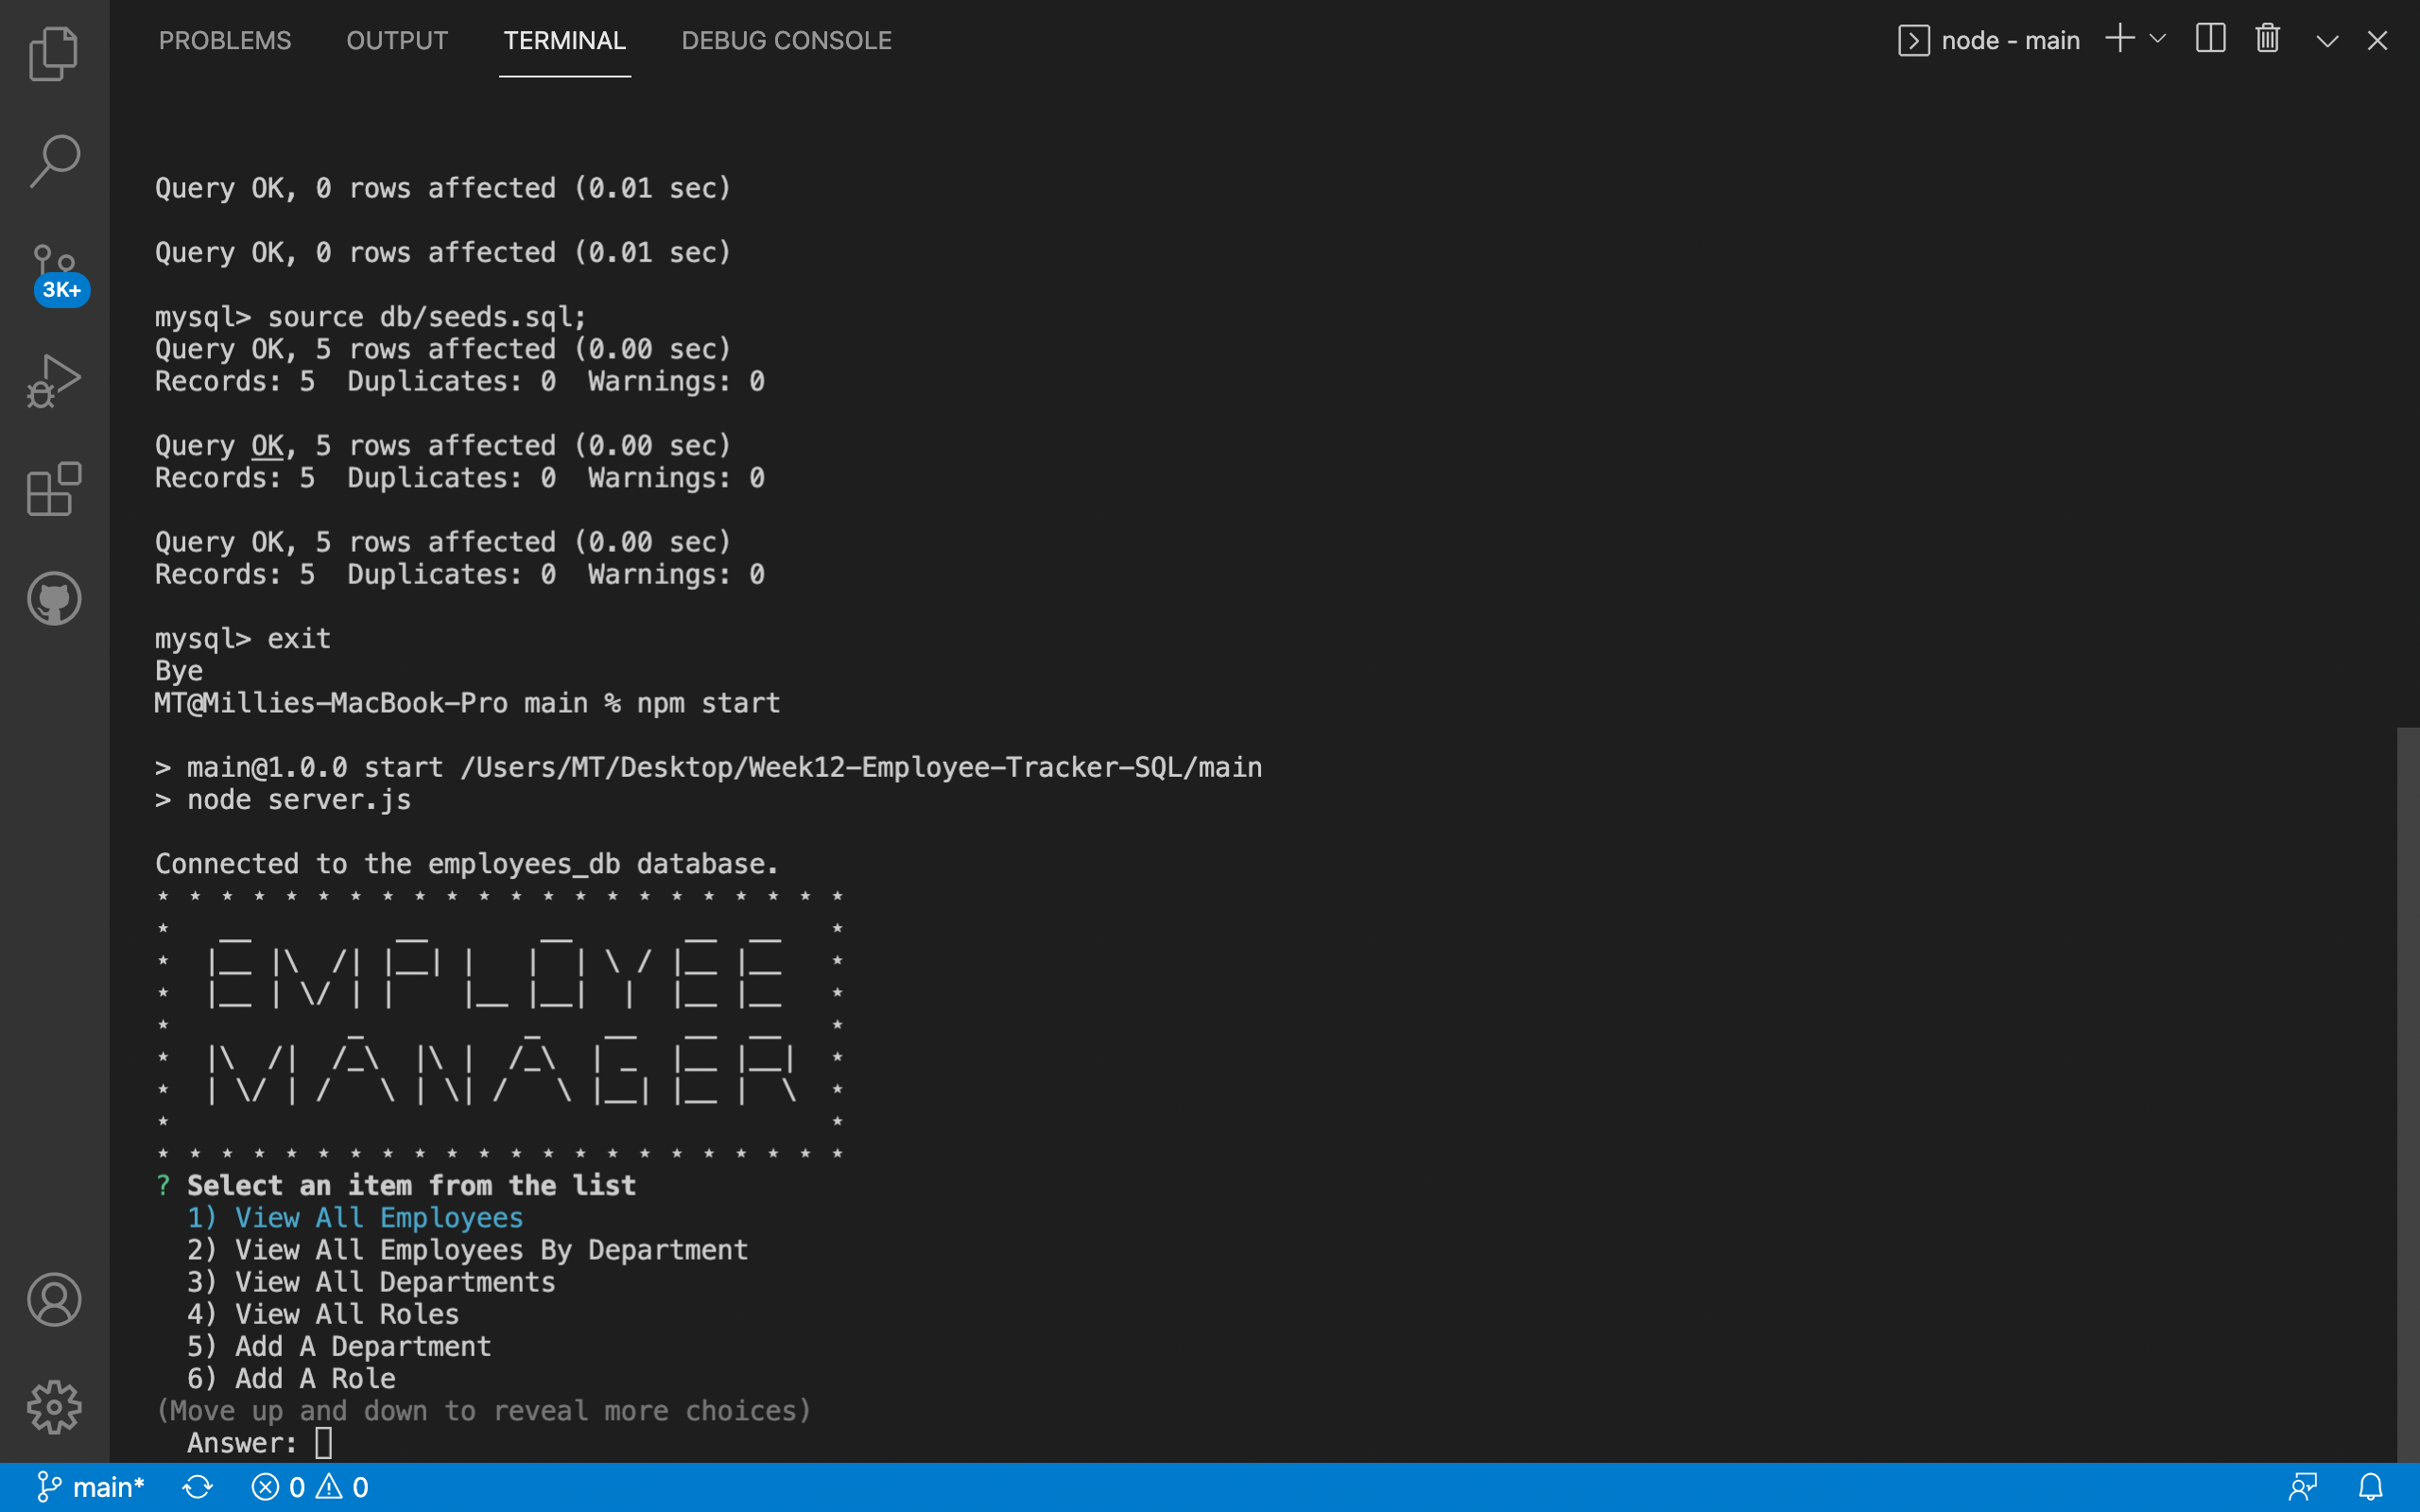 PROBLEMS OUTPUT TERMINAL DEBUG CONSOLE node - main
Query OK, 0 rows affected (0.01 sec)
Query OK, 0 rows affected (0.01 sec)
3K+
mysql> source db/seeds.sql;
Query OK, 5 rows affected (0.00 sec)
Records: 5  Duplicates: 0  Warnings: 0
Query OK, 5 rows affected (0.00 sec)
Records: 5  Duplicates: 0  Warnings: 0
Query OK, 5 rows affected (0.00 sec)
Records: 5  Duplicates: 0  Warnings: 0
mysql> exit
Bye
MT@Millies-MacBook-Pro main % npm start
> main@1.0.0 start /Users/MT/Desktop/Week12-Employee-Tracker-SQL/main
> node server.js
Connected to the employees_db database.
EMPLOYEE
MANAGER
? Select an item from the list
1) View All Employees
2) View All Employees By Department
3) View All Departments
4) View All Roles
5) Add A Department
6) Add A Role
(Move up and down to reveal more choices)
Answer:
main* 0 0